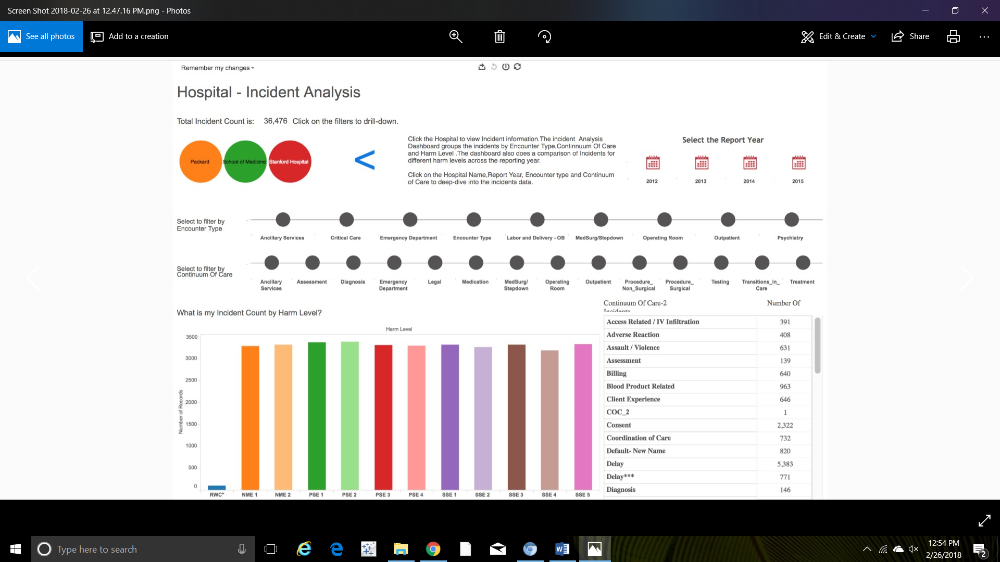 Screen Shot 2018-02-26 at 12.47.16 PM.png - Photos
See all photos
Add to a creation
Edit & Create
Share
Remember my changes
Hospital - Incident Analysis
Total Incident Count is: 36,476 Click on the filters to drill-down.
Packard
School of Medicine
Stanford Hospital
<
Click the Hospital to view Incident information.The incident Analysis
Dashboard groups the incidents by Encounter Type,Continnuum Of Care
and Harm Level .The dashboard also does a comparison of Incidents for
different harm levels across the reporting year.
Click on the Hospital Name,Report Year, Encounter type and Continuum
of Care to deep-dive into the incidents data.
Select the Report Year
2012 2013 2014 2015
Select to filter by
Encounter Type
Ancillary Services Critical Care Emergency Department Encounter Type Labor and Delivery - OB MedSurg/Stepdown Operating Room Outpatient Psychiatry
Select to filter by
Continuum Of Care
Ancillary Assessment Diagnosis Emergency Legal Medication MedSurg/ Operating Outpatient Procedure_ Procedure_ Testing Transitions_In_ Treatment
Services Department Stepdown Room Non_Surgical Surgical Care
What is my Incident Count by Harm Level?
Harm Level
Number of Records
3500
3000
2500
2000
1500
1000
500
0
RWC" NME 1 NME 2 PSE 1 PSE 2 PSE 3 PSE 4 SSE 1 SSE 2 SSE 3 SSE 4 SSE 5
Continuum Of Care-2 Number Of
Incidents
Access Related / IV Infiltration 391
Adverse Reaction 408
Assault / Violence 631
Assessment 139
Billing 640
Blood Product Related 963
Client Experience 646
COC_2 1
Consent 2,322
Coordination of Care 732
Default- New Name 820
Delay 5,383
Delay*** 771
Diagnosis 146
Type here to search
12:54 PM
2/26/2018
2